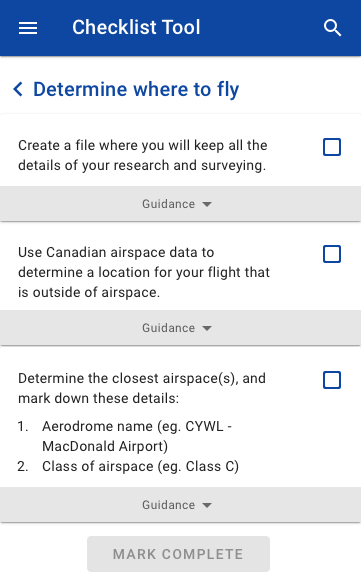 Checklist Tool
Determine where to fly
Create a file where you will keep all the
details of your research and surveying.
Guidance
Use Canadian airspace data to
determine a location for your flight that
is outside of airspace.
Guidance
Determine the closest airspace(s), and
mark down these details:
1. Aerodrome name (eg. CYWL -
MacDonald Airport)
2. Class of airspace (eg. Class C)
Guidance
MARK COMPLETE